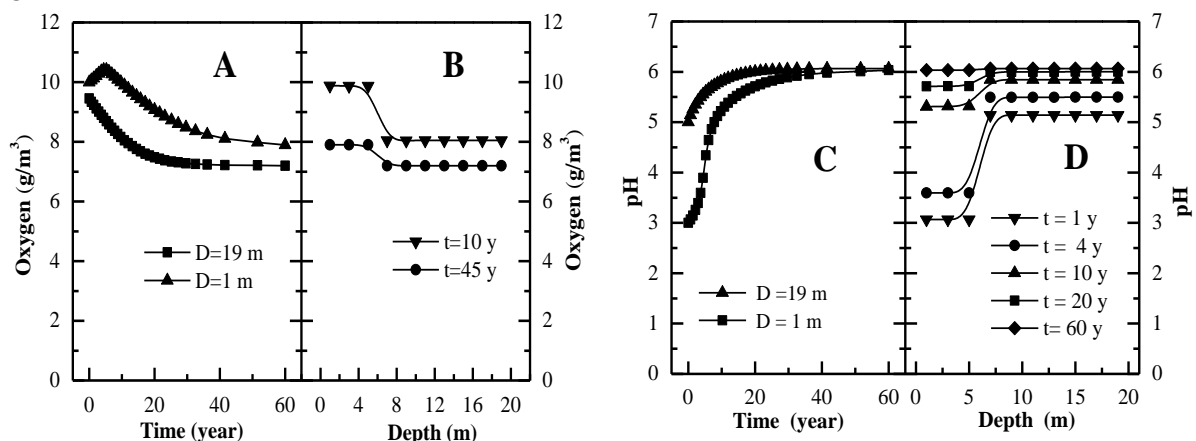 A
B
Oxygen (g/m³)
12
10
8
6
4
2
0
D=19 m
D=1 m
0 20 40 60
Time (year)
t=10 y
t=45 y
0 4 8 12 16 20
Depth (m)
12
10
8
6
4
2
0
Oxygen (g/m³)
C
D
pH
7
6
5
4
3
2
1
D =19 m
D = 1 m
0 20 40 60
Time (year)
t = 1 y
t = 4 y
t = 10 y
t = 20 y
t= 60 y
0 5 10 15 20
Depth (m)
7
6
5
4
3
2
1
pH